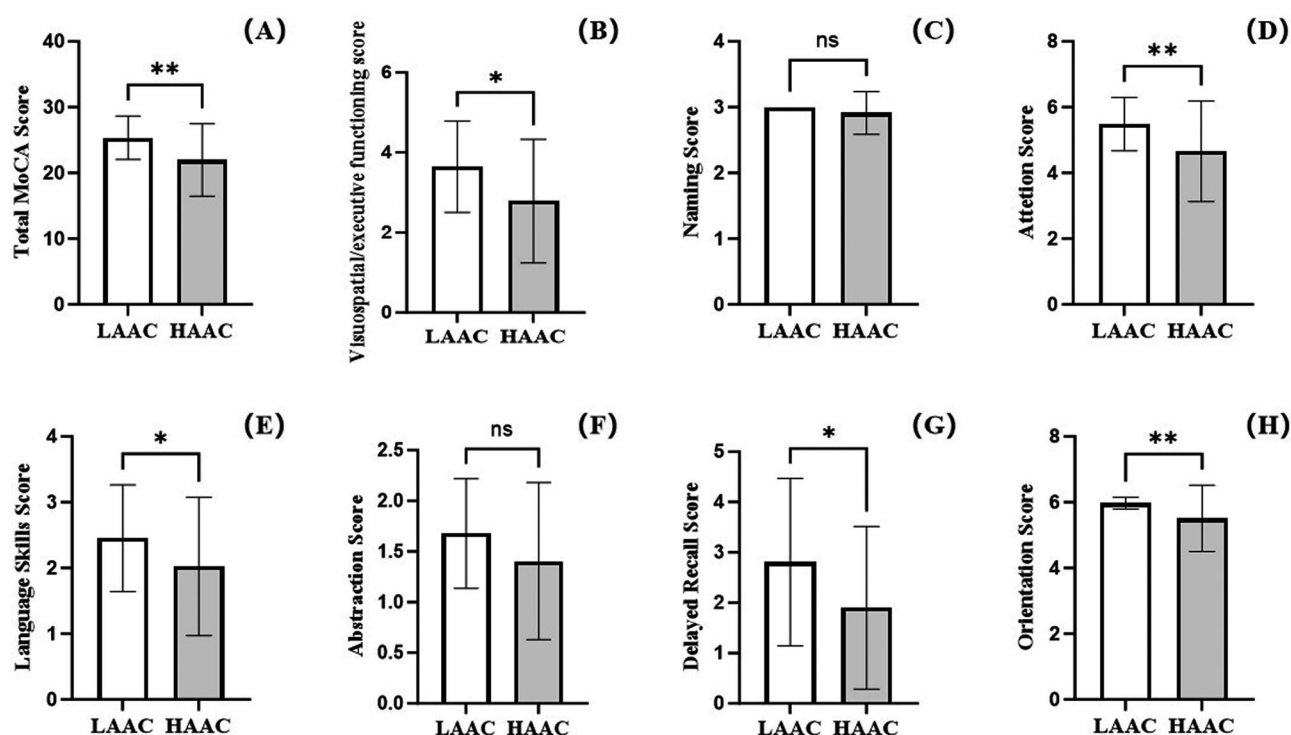 (A)
Total MoCA Score
40
30
20
10
0
**
LAAC HAAC
(B)
Visuospatial/executive functioning score
6
4
2
0
*
LAAC HAAC
(C)
Naming Score
4
3
2
1
0
ns
LAAC HAAC
(D)
Attetion Score
8
6
4
2
0
**
LAAC HAAC
(E)
Language Skills Score
4
3
2
1
0
*
LAAC HAAC
(F)
Abstraction Score
2.5
2.0
1.5
1.0
0.5
0.0
ns
LAAC HAAC
(G)
Delayed Recall Score
5
4
3
2
1
0
*
LAAC HAAC
(H)
Orientation Score
8
6
4
2
0
**
LAAC HAAC